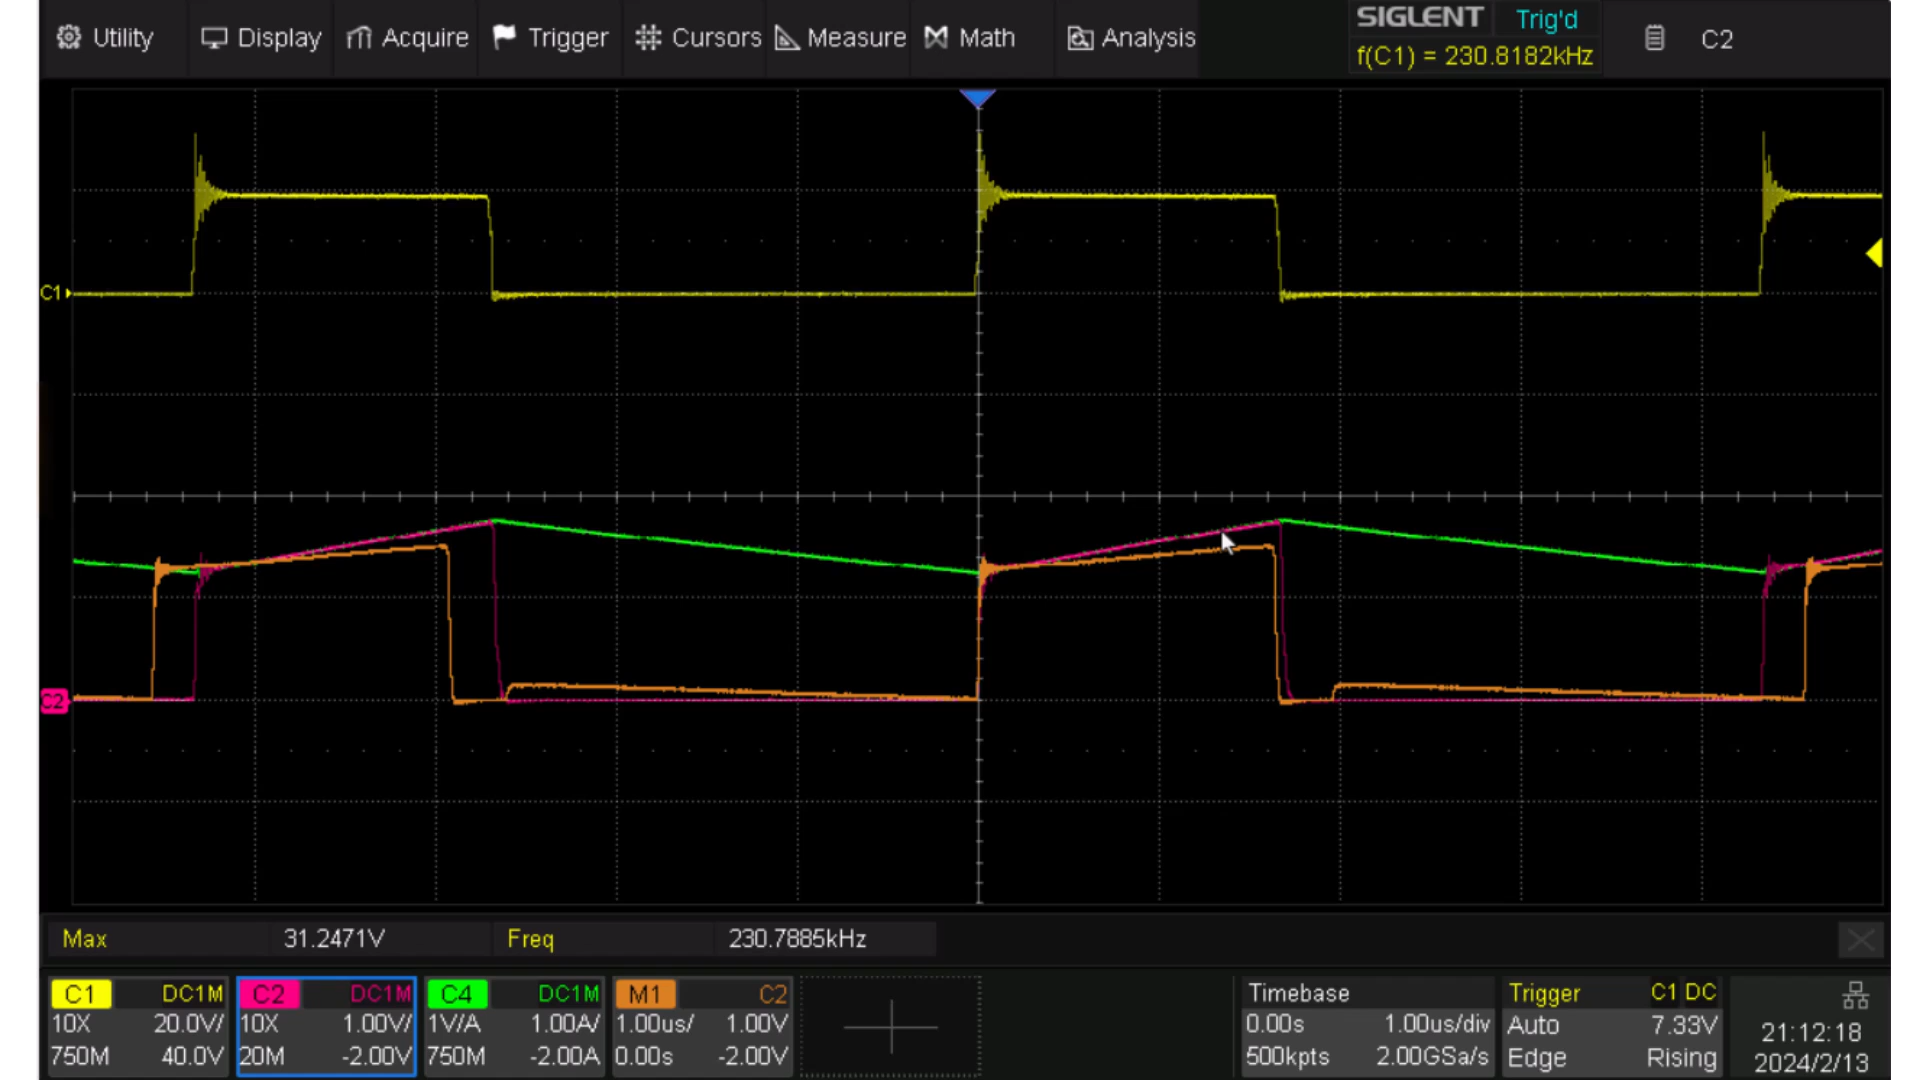 Utility Display Acquire Trigger Cursors Measure Math Analysis
SIGLENT Trig'd
f(C1) = 230.8182kHz
C2
C1
C2
Max 31.2471V Freq 230.7885kHz
C1 DC1M
10X 20.0V/
750M 40.0V
C2 DC1M
10X 1.00V/
20M -2.00V
C4 DC1M
1V/A 1.00A/
750M -2.00A
M1 C2
1.00us/ 1.00V
0.00s -2.00V
Timebase
0.00s 1.00us/div
500kpts 2.00GSa/s
Trigger C1 DC
Auto 7.33V
Edge Rising
21:12:18
2024/2/13